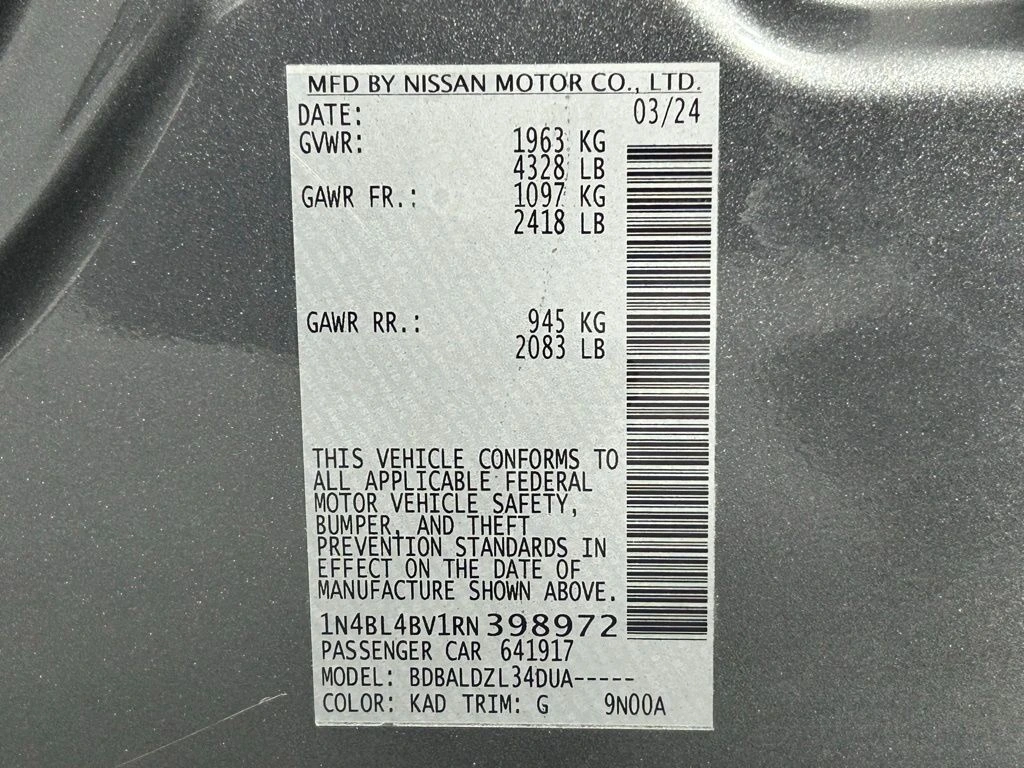 MFD BY NISSAN MOTOR CO., LTD.
DATE: 03/24
GVWR: 1963 KG
4328 LB
GAWR FR.: 1097 KG
2418 LB
GAWR RR.: 945 KG
2083 LB
THIS VEHICLE CONFORMS TO
ALL APPLICABLE FEDERAL
MOTOR VEHICLE SAFETY,
BUMPER, AND THEFT
PREVENTION STANDARDS IN
EFFECT ON THE DATE OF
MANUFACTURE SHOWN ABOVE.
1N4BL4BV1RN398972
PASSENGER CAR 641917
MODEL: BDBALDZL34DUA-----
COLOR: KAD TRIM: G 9N00A